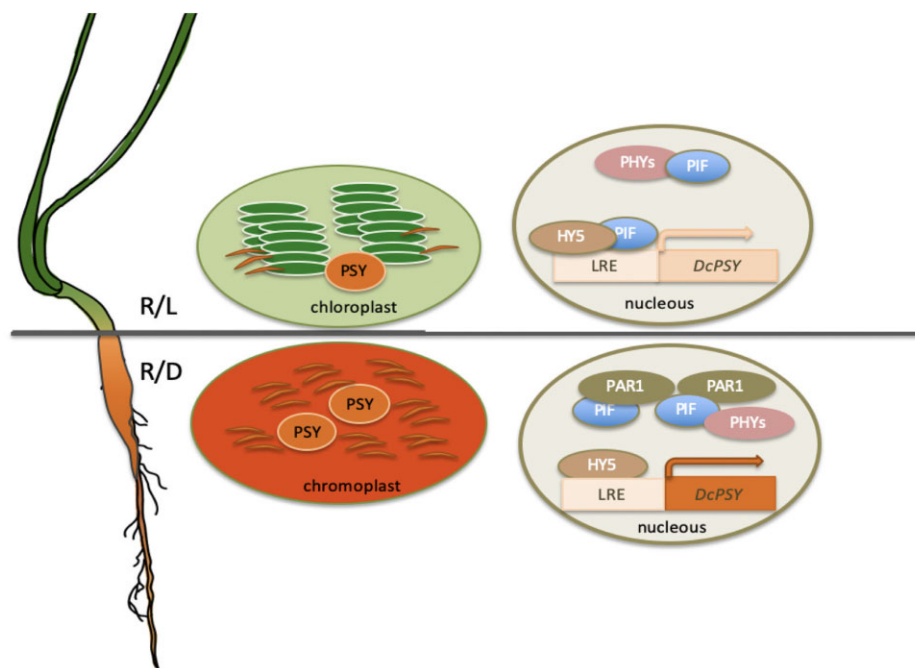 PHYs
PIF
HY5
PIF
PSY
LRE
DcPSY
chloroplast
nucleous
R/L
R/D
PAR1
PAR1
PIF
PIF
PHYs
PSY
PSY
HY5
LRE
DcPSY
chromoplast
nucleous